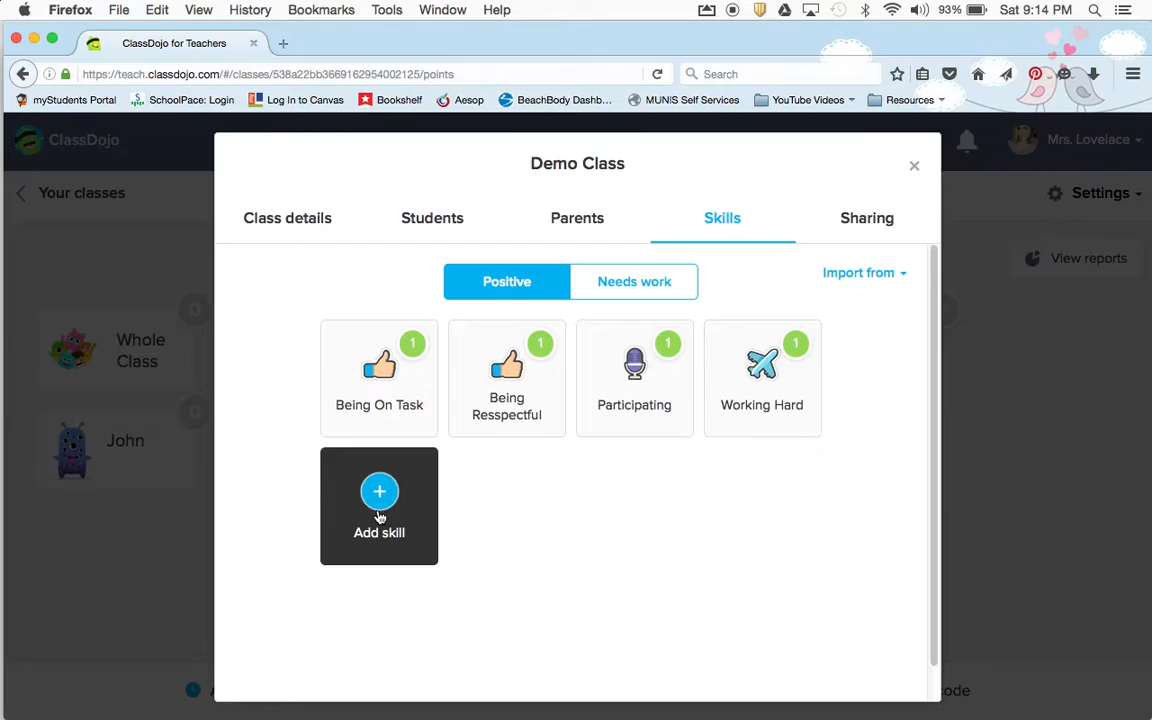 Firefox File Edit View History Bookmarks Tools Window Help 93% Sat 9:14 PM
ClassDojo for Teachers
https://teach.classdojo.com/#/classes/538a22bb3669162954002125/points Search
myStudents Portal SchoolPace: Login Log In to Canvas Bookshelf Aesop BeachBody Dashb... MUNIS Self Services YouTube Videos Resources
ClassDojo Mrs. Lovelace
Demo Class
Your classes Settings
Class details Students Parents Skills Sharing
View reports
Positive Needs work Import from
Whole
Class
1 1 1 1
Being On Task Being
Resspectful Participating Working Hard
John
Add skill
code